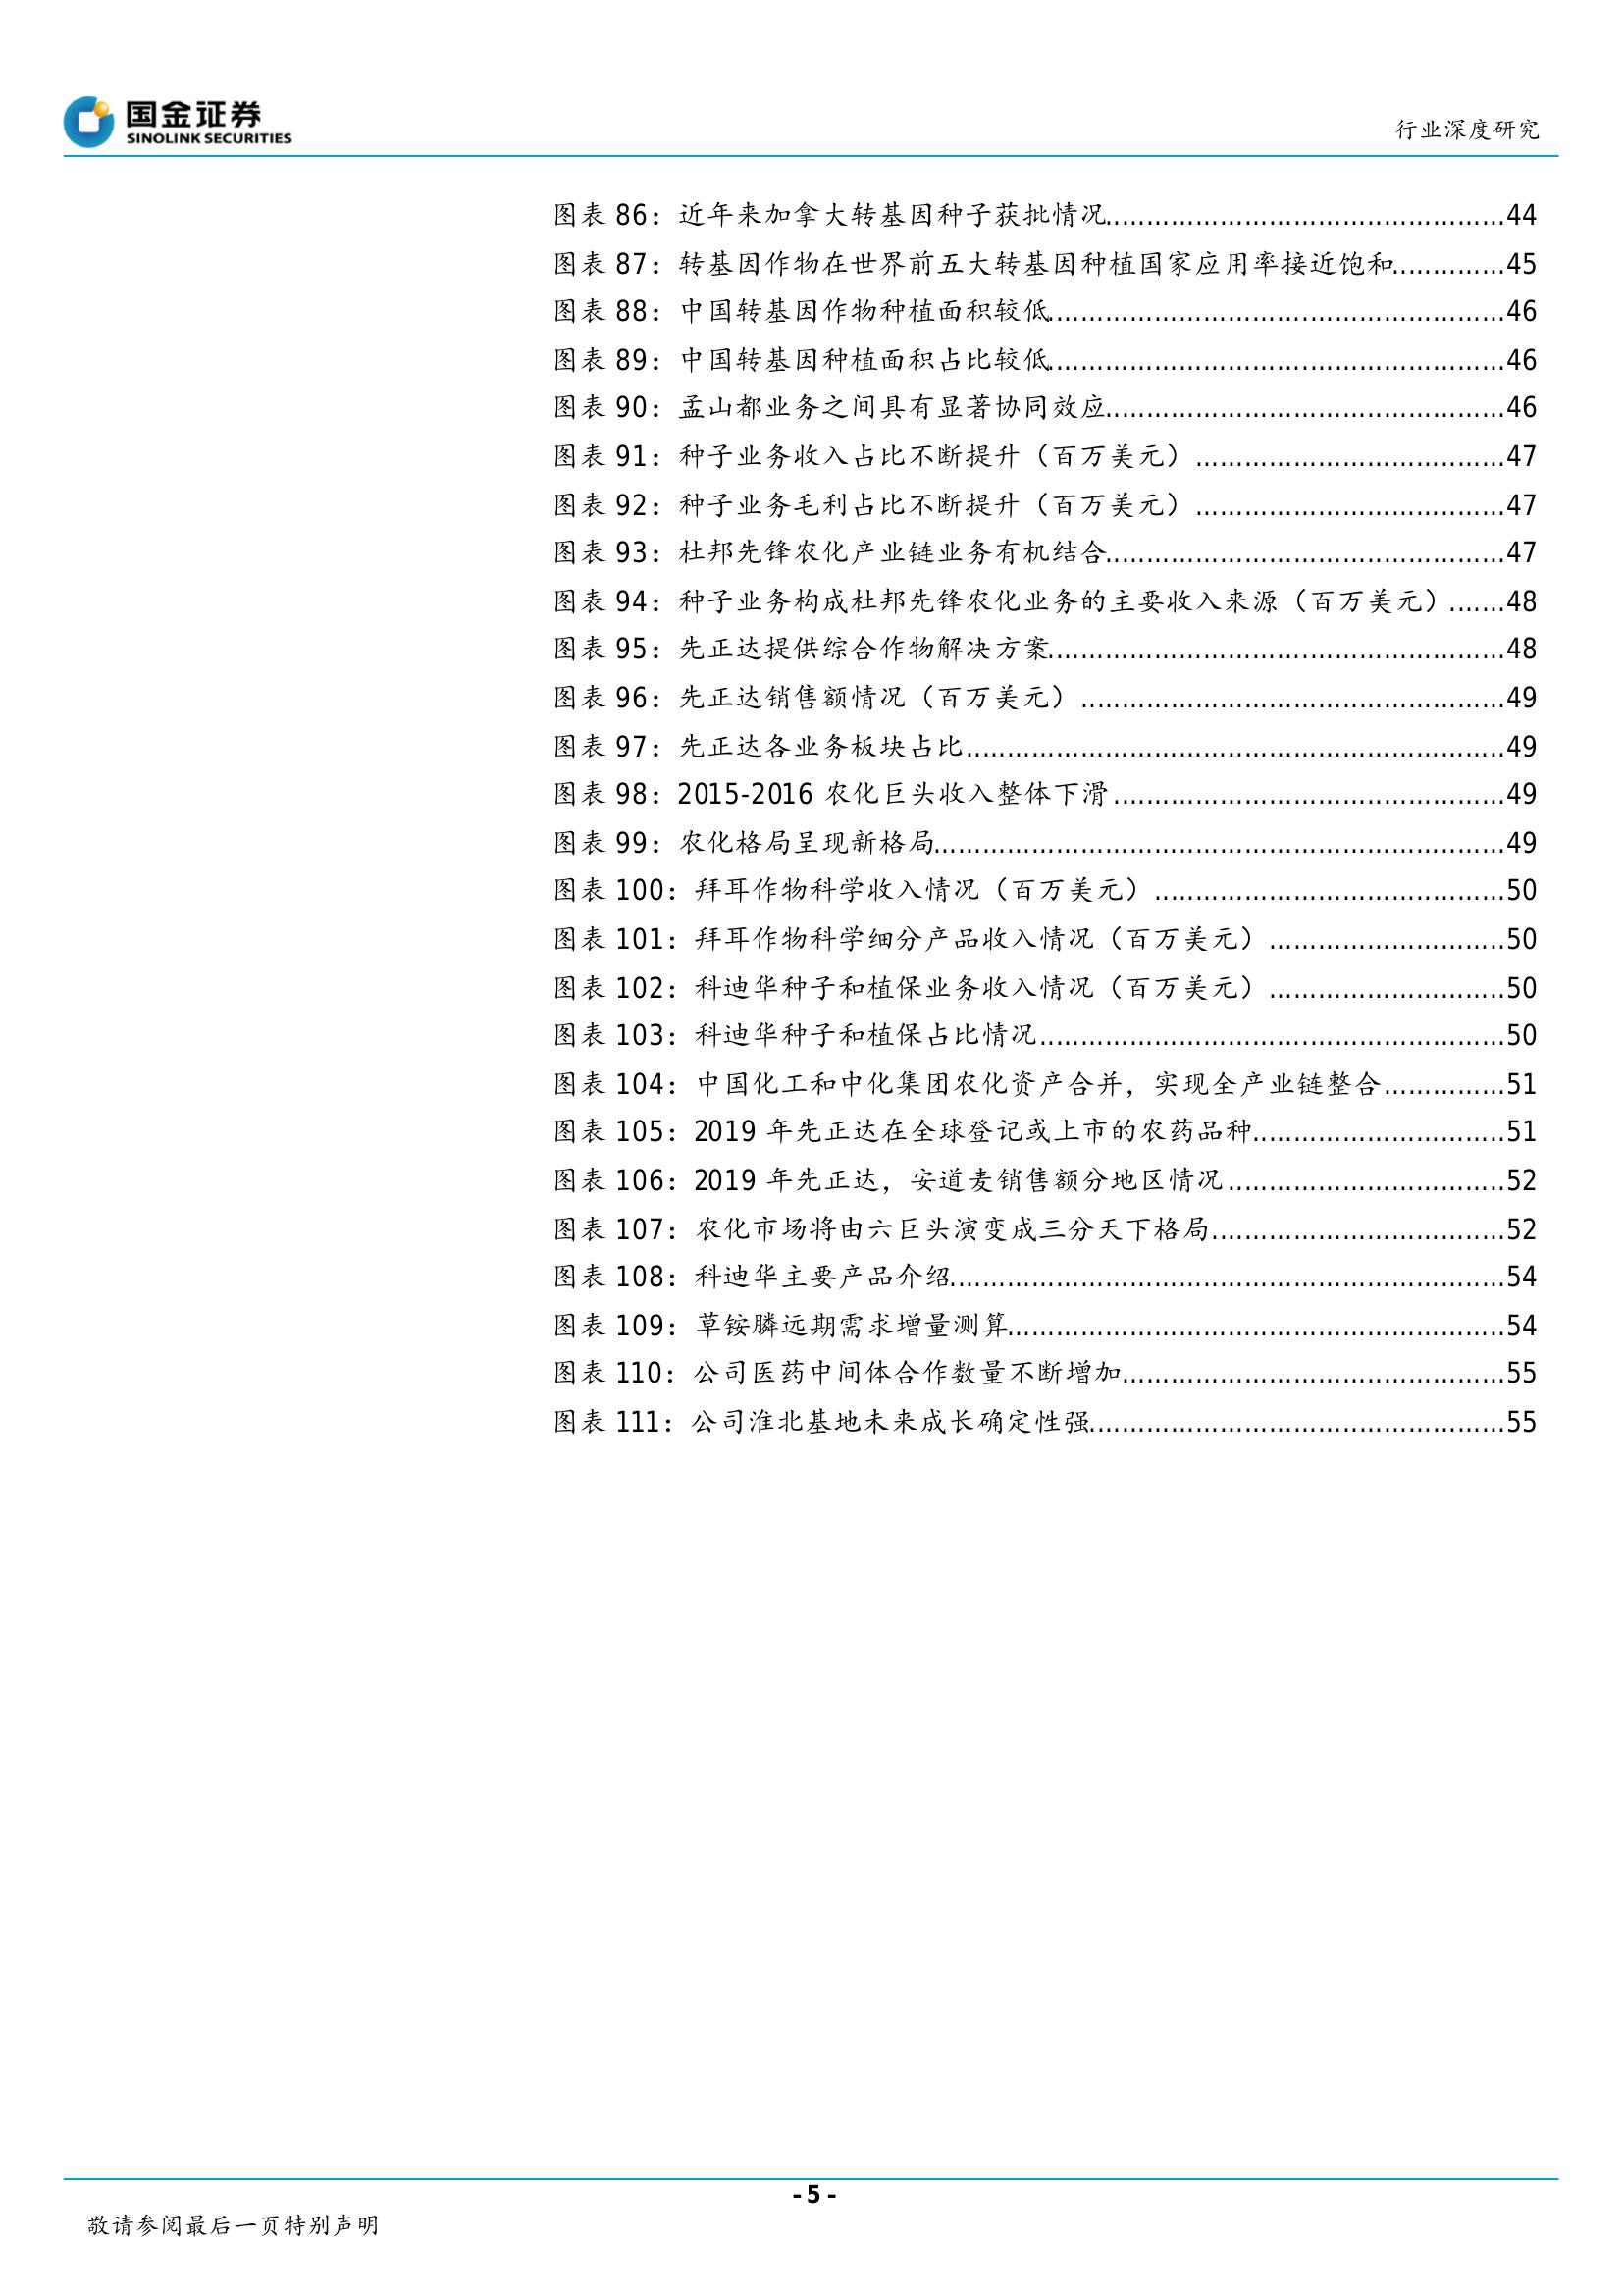 国金证券
SINOLINK SECURITIES
行业深度研究
图表 86：近年来加拿大转基因种子获批情况................................................44
图表 87：转基因作物在世界前五大转基因种植国家应用率接近饱和..............45
图表 88：中国转基因作物种植面积较低........................................................46
图表 89：中国转基因种植面积占比较低........................................................46
图表 90：孟山都业务之间具有显著协同效应.................................................46
图表 91：种子业务收入占比不断提升（百万美元）......................................47
图表 92：种子业务毛利占比不断提升（百万美元）......................................47
图表 93：杜邦先锋农化产业链业务有机结合.................................................47
图表 94：种子业务构成杜邦先锋农化业务的主要收入来源（百万美元）.......48
图表 95：先正达提供综合作物解决方案........................................................48
图表 96：先正达销售额情况（百万美元）....................................................49
图表 97：先正达各业务板块占比..................................................................49
图表 98：2015-2016 农化巨头收入整体下滑................................................49
图表 99：农化格局呈现新格局......................................................................49
图表 100：拜耳作物科学收入情况（百万美元）...........................................50
图表 101：拜耳作物科学细分产品收入情况（百万美元）.............................50
图表 102：科迪华种子和植保业务收入情况（百万美元）.............................50
图表 103：科迪华种子和植保占比情况.........................................................50
图表 104：中国化工和中化集团农化资产合并，实现全产业链整合...............51
图表 105：2019 年先正达在全球登记或上市的农药品种...............................51
图表 106：2019 年先正达，安道麦销售额分地区情况..................................52
图表 107：农化市场将由六巨头演变成三分天下格局....................................52
图表 108：科迪华主要产品介绍....................................................................54
图表 109：草铵膦远期需求增量测算.............................................................54
图表 110：公司医药中间体合作数量不断增加...............................................55
图表 111：公司淮北基地未来成长确定性强...................................................55
- 5 -
敬请参阅最后一页特别声明